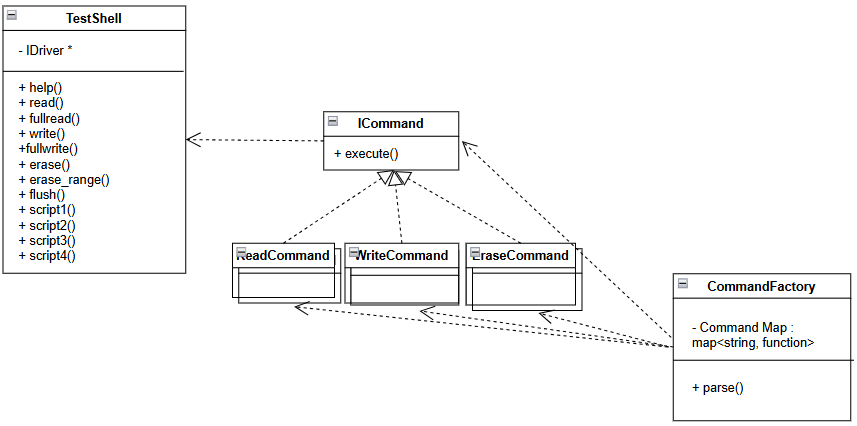 TestShell
- IDriver *
+ help()
+ read()
+ fullread()
+ write()
+fullwrite()
+ erase()
+ erase_range()
+ flush()
+ script1()
+ script2()
+ script3()
+ script4()
ICommand
+ execute()
ReadCommand
WriteCommand
EraseCommand
CommandFactory
- Command Map :
map<string, function>
+ parse()